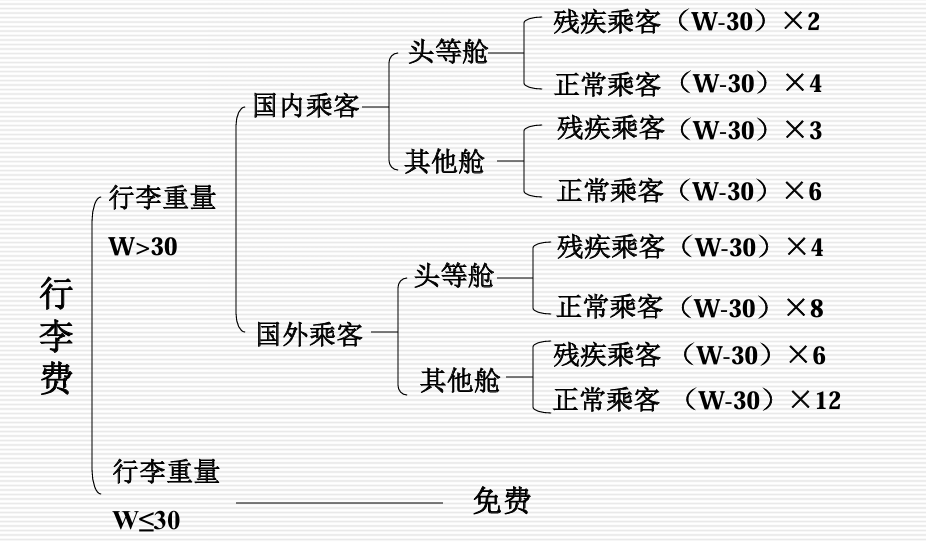 行李费
行李重量
W>30
国内乘客
头等舱
残疾乘客（W-30）×2
正常乘客（W-30）×4
其他舱
残疾乘客（W-30）×3
正常乘客（W-30）×6
国外乘客
头等舱
残疾乘客（W-30）×4
正常乘客（W-30）×8
其他舱
残疾乘客（W-30）×6
正常乘客（W-30）×12
行李重量
W≤30
免费